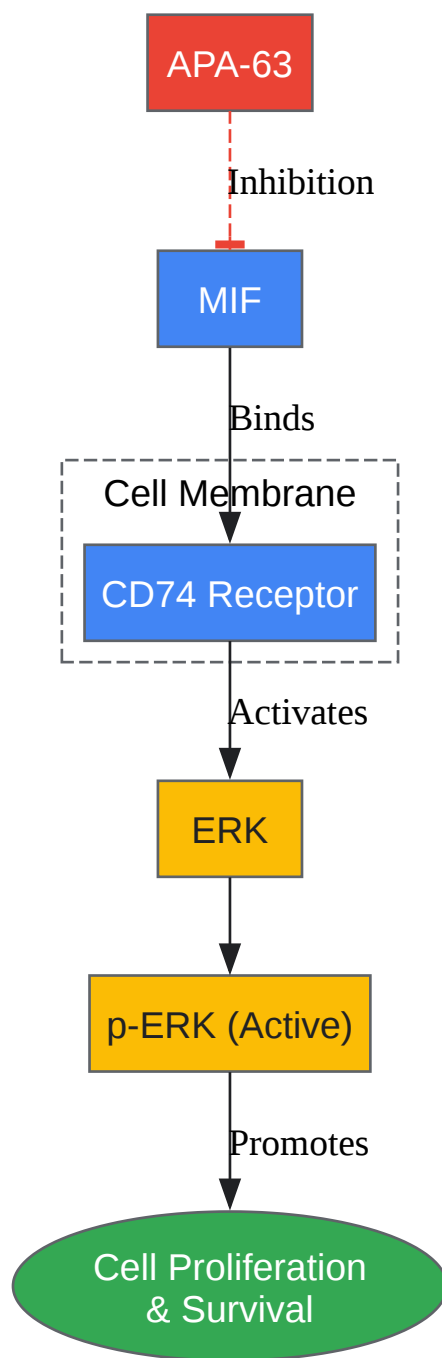 APA-63
Inhibition
MIF
Binds
Cell Membrane
CD74 Receptor
Activates
ERK
p-ERK (Active)
Promotes
Cell Proliferation
& Survival